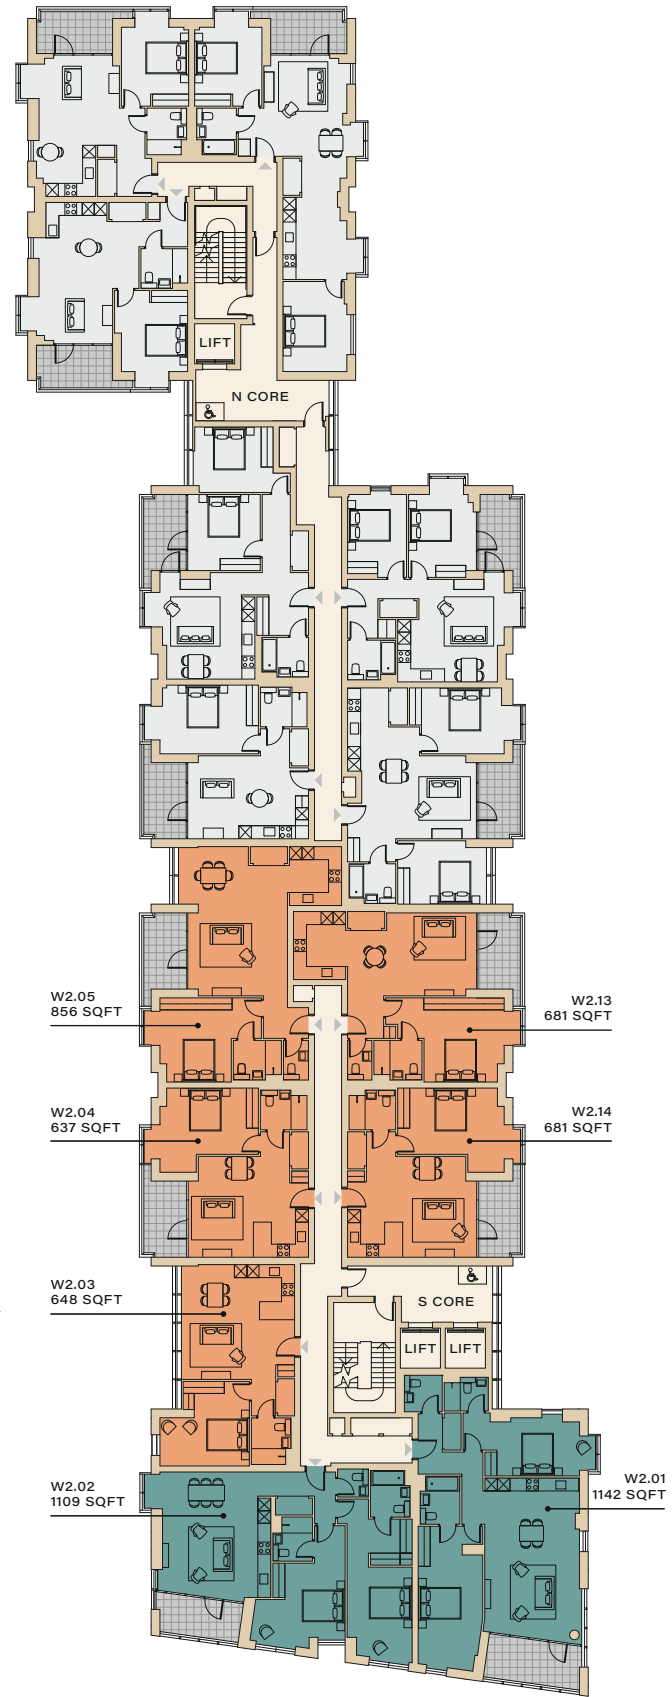 LIFT
N CORE
W2.05
856 SQFT
W2.13
681 SQFT
W2.04
637 SQFT
W2.14
681 SQFT
W2.03
648 SQFT
S CORE
LIFT
LIFT
W2.02
1109 SQFT
W2.01
1142 SQFT